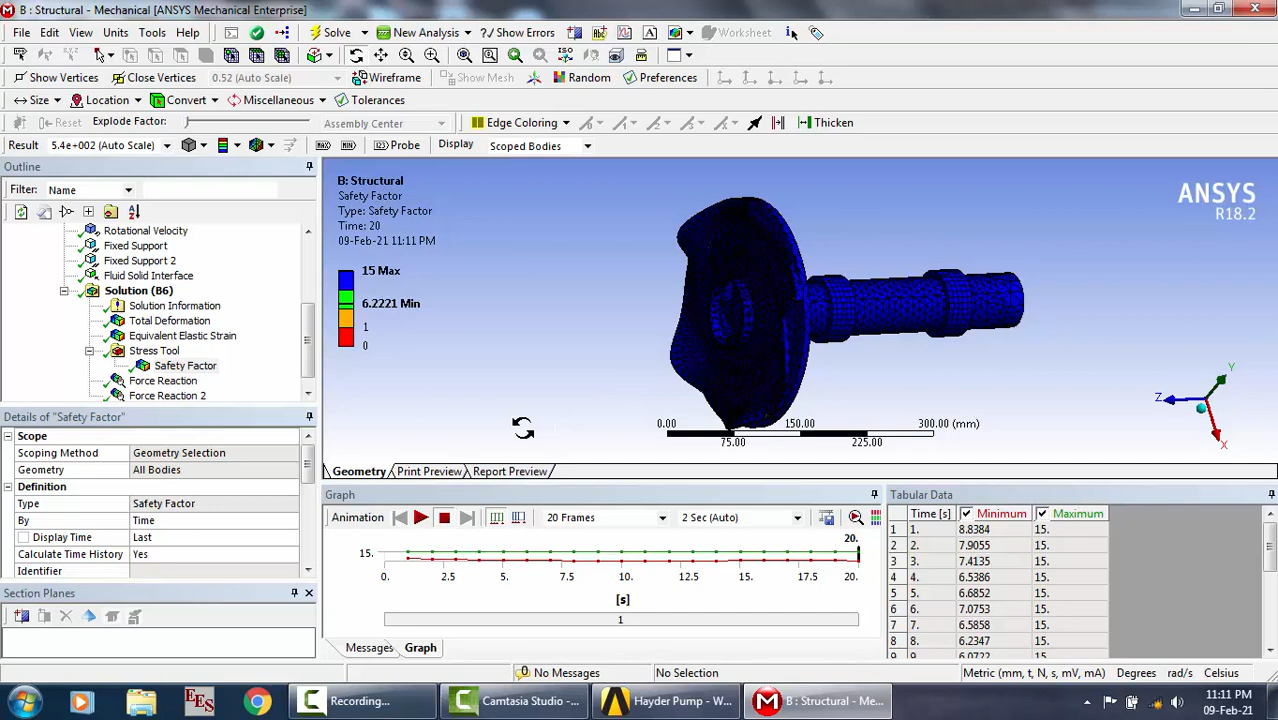 B : Structural - Mechanical [ANSYS Mechanical Enterprise]
File Edit View Units Tools Help Solve New Analysis ?/ Show Errors Worksheet
Show Vertices Close Vertices 0.52 (Auto Scale) Wireframe Show Mesh Random Preferences
Size Location Convert Miscellaneous Tolerances
Reset Explode Factor: Assembly Center Edge Coloring Thicken
Result 5.4e+002 (Auto Scale) Probe Display Scoped Bodies
Outline
Filter: Name
Rotational Velocity
Fixed Support
Fixed Support 2
Fluid Solid Interface
Solution (B6)
Solution Information
Total Deformation
Equivalent Elastic Strain
Stress Tool
Safety Factor
Force Reaction
Force Reaction 2
B: Structural
Safety Factor
Type: Safety Factor
Time: 20
09-Feb-21 11:11 PM
15 Max
6.2221 Min
1
0
ANSYS
R18.2
Y
Z
X
0.00 150.00 300.00 (mm)
75.00 225.00
Geometry Print Preview Report Preview
Details of "Safety Factor"
Scope
Scoping Method Geometry Selection
Geometry All Bodies
Definition
Type Safety Factor
By Time
Display Time Last
Calculate Time History Yes
Identifier
Section Planes
Graph
Animation 20 Frames 2 Sec (Auto)
20.
15.
0. 2.5 5. 7.5 10. 12.5 15. 17.5 20.
[s]
1
Messages Graph
Tabular Data
Time [s] Minimum Maximum
1 1. 8.8384 15.
2 2. 7.9055 15.
3 3. 7.4135 15.
4 4. 6.5386 15.
5 5. 6.6852 15.
6 6. 7.0753 15.
7 7. 6.5858 15.
8 8. 6.2347 15.
9 9. 6.0722 15.
No Messages No Selection Metric (mm, t, N, s, mV, mA) Degrees rad/s Celsius
EES Recording... Camtasia Studio -... Hayder Pump - W... B : Structural - Me... 11:11 PM
09-Feb-21